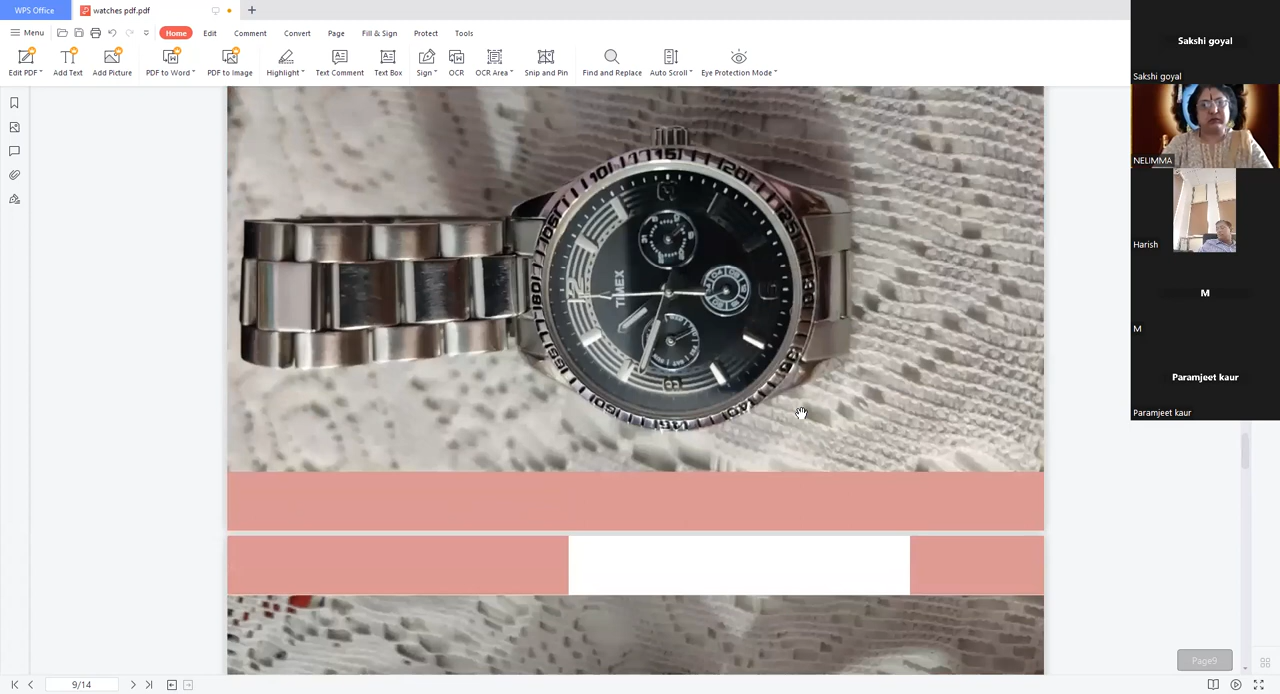 WPS Office
watches pdf.pdf
Menu
Home
Edit
Comment
Convert
Page
Fill & Sign
Protect
Tools
Edit PDF
Add Text
Add Picture
PDF to Word
PDF to Image
Highlight
Text Comment
Text Box
Sign
OCR
OCR Area
Snip and Pin
Find and Replace
Auto Scroll
Eye Protection Mode
Sakshi goyal
Sakshi goyal
NELIMMA
Harish
M
M
Paramjeet kaur
Paramjeet kaur
TIMEX
Page9
9/14